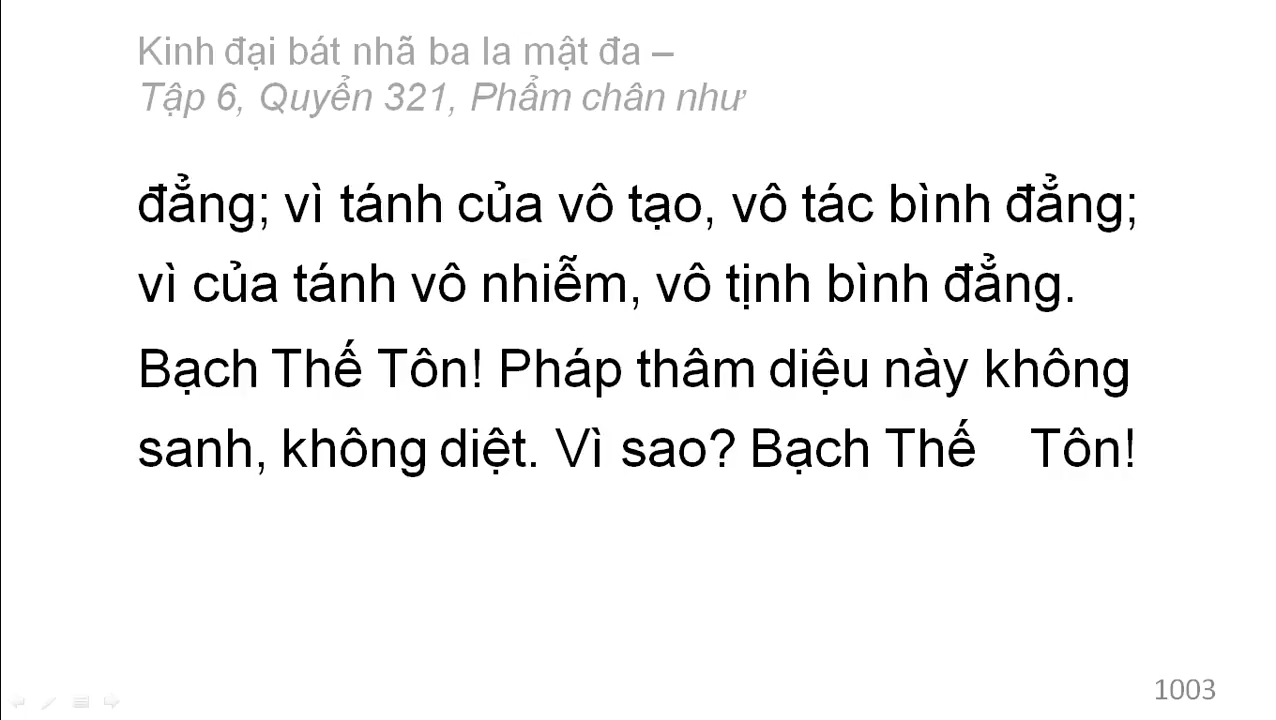 Kinh đại bát nhã ba la mật đa –
Tập 6, Quyển 321, Phẩm chân như
đẳng; vì tánh của vô tạo, vô tác bình đẳng;
vì của tánh vô nhiễm, vô tịnh bình đẳng.
Bạch Thế Tôn! Pháp thâm diệu này không
sanh, không diệt. Vì sao? Bạch Thế Tôn!
1003